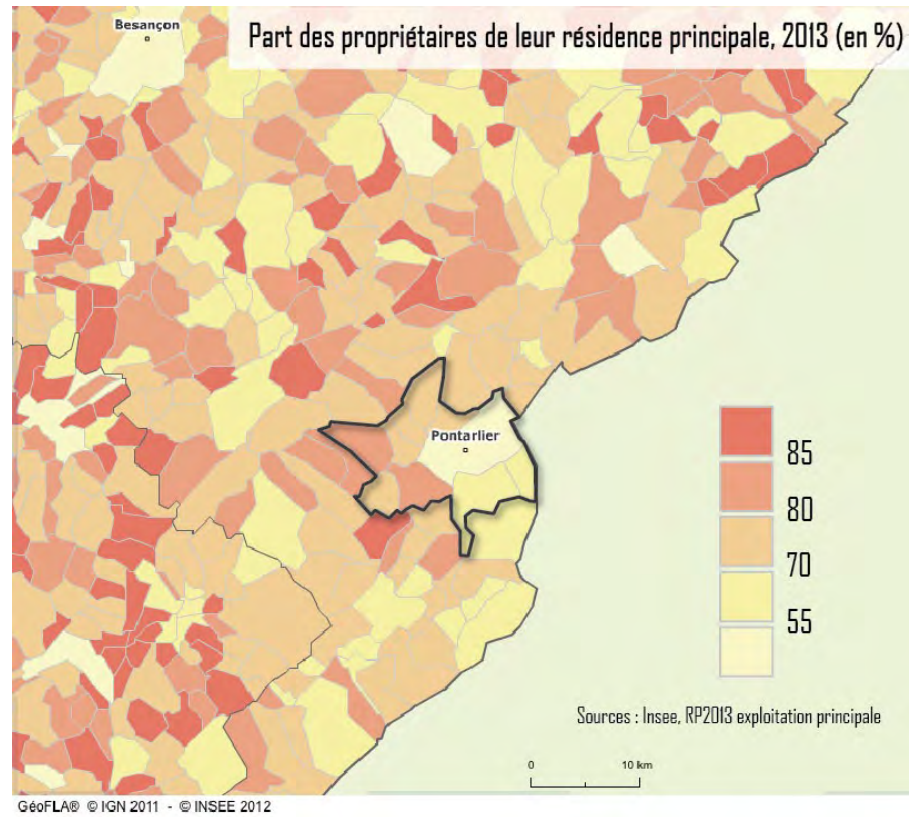 Besançon
Part des propriétaires de leur résidence principale, 2013 (en %)
Pontarlier
85
80
70
55
Sources : Insee, RP2013 exploitation principale
0 10 km
GéoFLA® © IGN 2011 - © INSEE 2012